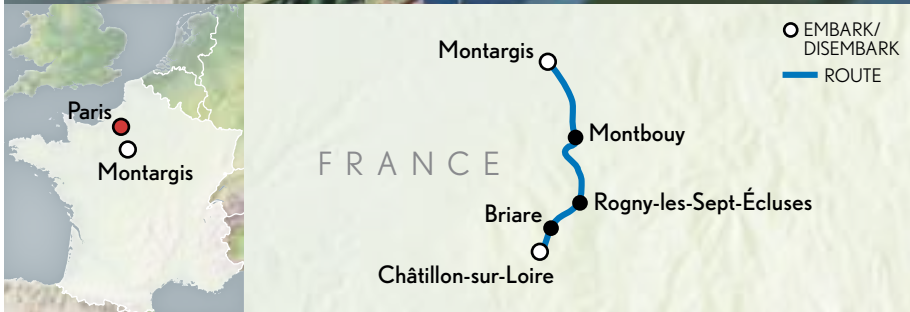 Paris
Montargis
Montargis
Montbouy
FRANCE
Rogny-les-Sept-Écluses
Briare
Châtillon-sur-Loire
EMBARK/
DISEMBARK
ROUTE